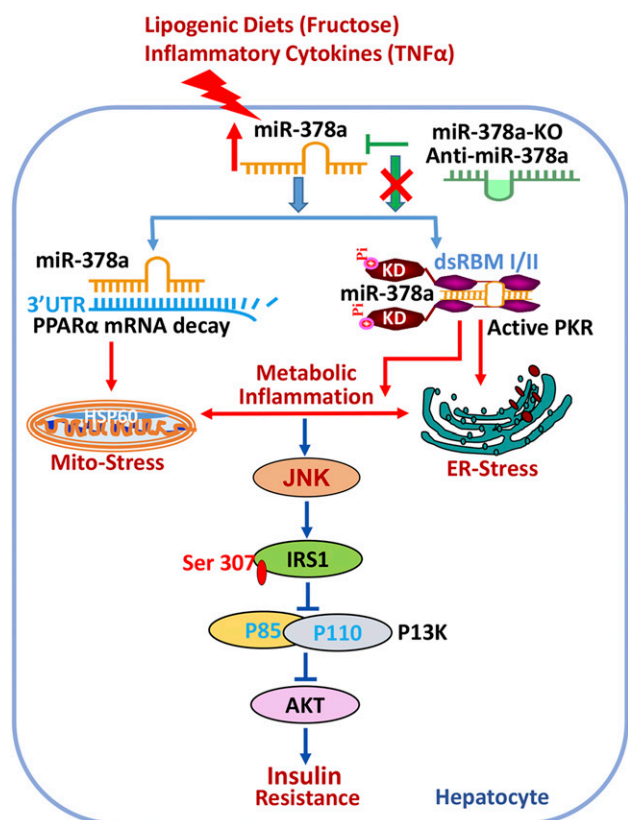 Lipogenic Diets (Fructose)
Inflammatory Cytokines (TNFα)
miR-378a
miR-378a-KO
Anti-miR-378a
miR-378a
3'UTR
PPARα mRNA decay
Pi
KD
dsRBM I/II
miR-378a
Pi
KD
Active PKR
Metabolic
Inflammation
HSP60
Mito-Stress
ER-Stress
JNK
Ser 307
IRS1
P85
P110
P13K
AKT
Insulin
Resistance
Hepatocyte